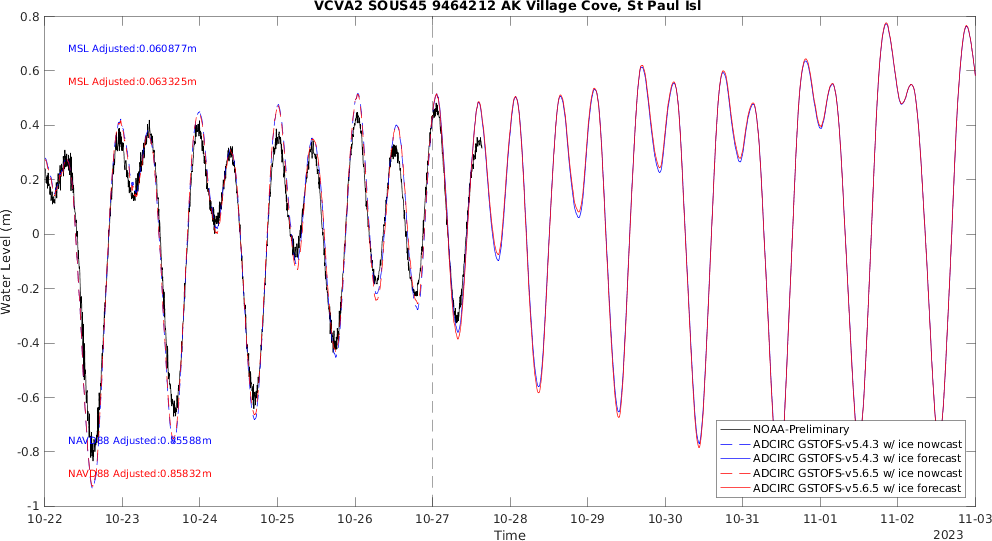 VCVA2 SOUS45 9464212 AK Village Cove, St Paul Isl
MSL Adjusted:0.060877m
MSL Adjusted:0.063325m
NAVD88 Adjusted:0.85588m
NAVD88 Adjusted:0.85832m
Water Level (m)
0.8
0.6
0.4
0.2
0
-0.2
-0.4
-0.6
-0.8
-1
NOAA-Preliminary
ADCIRC GSTOFS-v5.4.3 w/ ice nowcast
ADCIRC GSTOFS-v5.4.3 w/ ice forecast
ADCIRC GSTOFS-v5.6.5 w/ ice nowcast
ADCIRC GSTOFS-v5.6.5 w/ ice forecast
10-22 10-23 10-24 10-25 10-26 10-27 10-28 10-29 10-30 10-31 11-01 11-02 11-03
Time
2023